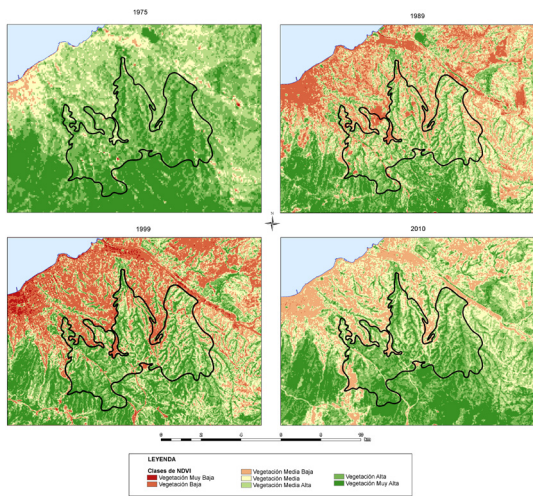 1975
1989
1999
2010
LEYENDA
Clases de NDVI
Vegetación Muy Baja
Vegetación Baja
Vegetación Media Baja
Vegetación Media
Vegetación Media Alta
Vegetación Alta
Vegetación Muy Alta